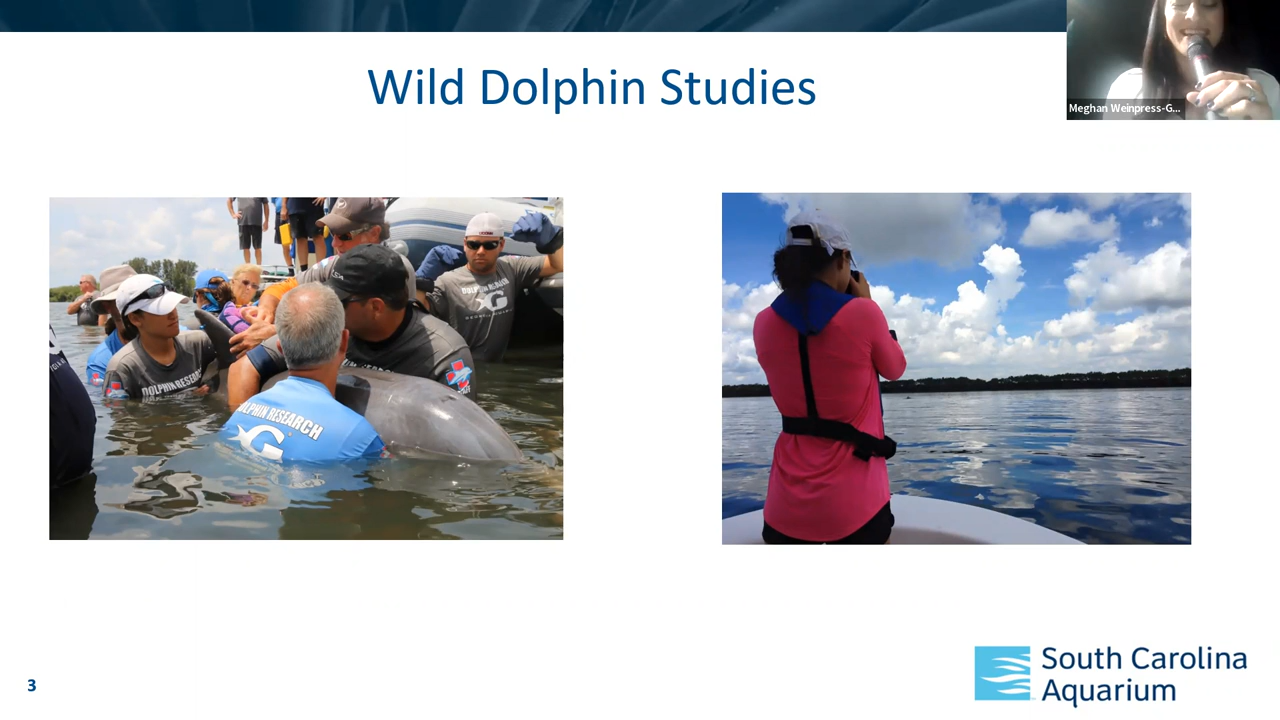 Wild Dolphin Studies
Meghan Weinpress-G...
DOLPHIN RESEARCH
DOLPHIN RESEARCH
G
3
South Carolina
Aquarium